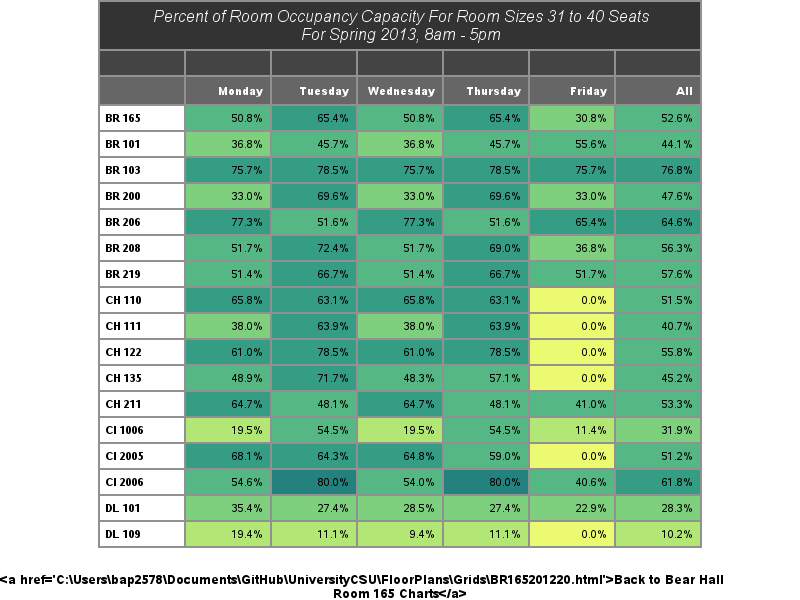 Percent of Room Occupancy Capacity For Room Sizes 31 to 40 Seats
For Spring 2013, 8am - 5pm
Monday Tuesday Wednesday Thursday Friday All
BR 165 50.8% 65.4% 50.8% 65.4% 30.8% 52.6%
BR 101 36.8% 45.7% 36.8% 45.7% 55.6% 44.1%
BR 103 75.7% 78.5% 75.7% 78.5% 75.7% 76.8%
BR 200 33.0% 69.6% 33.0% 69.6% 33.0% 47.6%
BR 206 77.3% 51.6% 77.3% 51.6% 65.4% 64.6%
BR 208 51.7% 72.4% 51.7% 69.0% 36.8% 56.3%
BR 219 51.4% 66.7% 51.4% 66.7% 51.7% 57.6%
CH 110 65.8% 63.1% 65.8% 63.1% 0.0% 51.5%
CH 111 38.0% 63.9% 38.0% 63.9% 0.0% 40.7%
CH 122 61.0% 78.5% 61.0% 78.5% 0.0% 55.8%
CH 135 48.9% 71.7% 48.3% 57.1% 0.0% 45.2%
CH 211 64.7% 48.1% 64.7% 48.1% 41.0% 53.3%
CI 1006 19.5% 54.5% 19.5% 54.5% 11.4% 31.9%
CI 2005 68.1% 64.3% 64.8% 59.0% 0.0% 51.2%
CI 2006 54.6% 80.0% 54.0% 80.0% 40.6% 61.8%
DL 101 35.4% 27.4% 28.5% 27.4% 22.9% 28.3%
DL 109 19.4% 11.1% 9.4% 11.1% 0.0% 10.2%
<a href='C:\Users\bap2578\Documents\GitHub\UniversityCSU\FloorPlans\Grids\BR165201220.html'>Back to Bear Hall
Room 165 Charts</a>